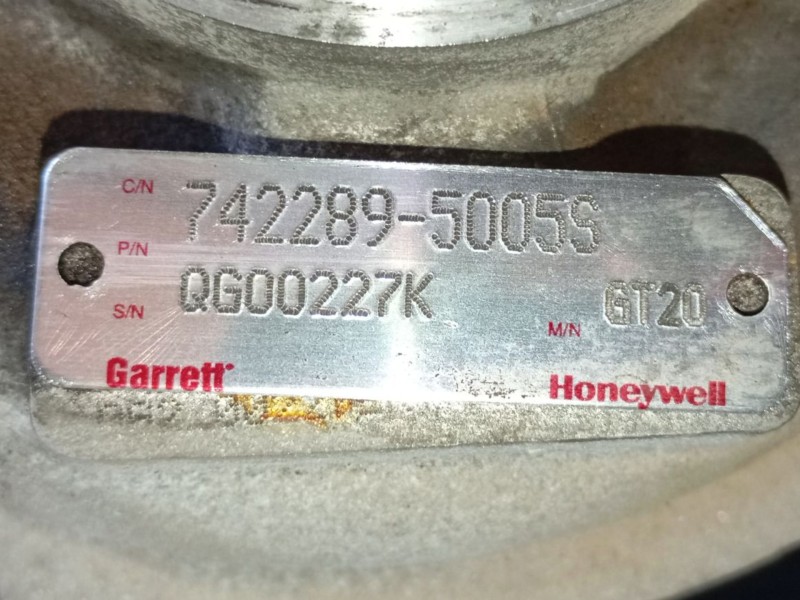 C/N
742289-5005S
P/N
QG00227K
GT20
S/N
M/N
Garrett
Honeywell